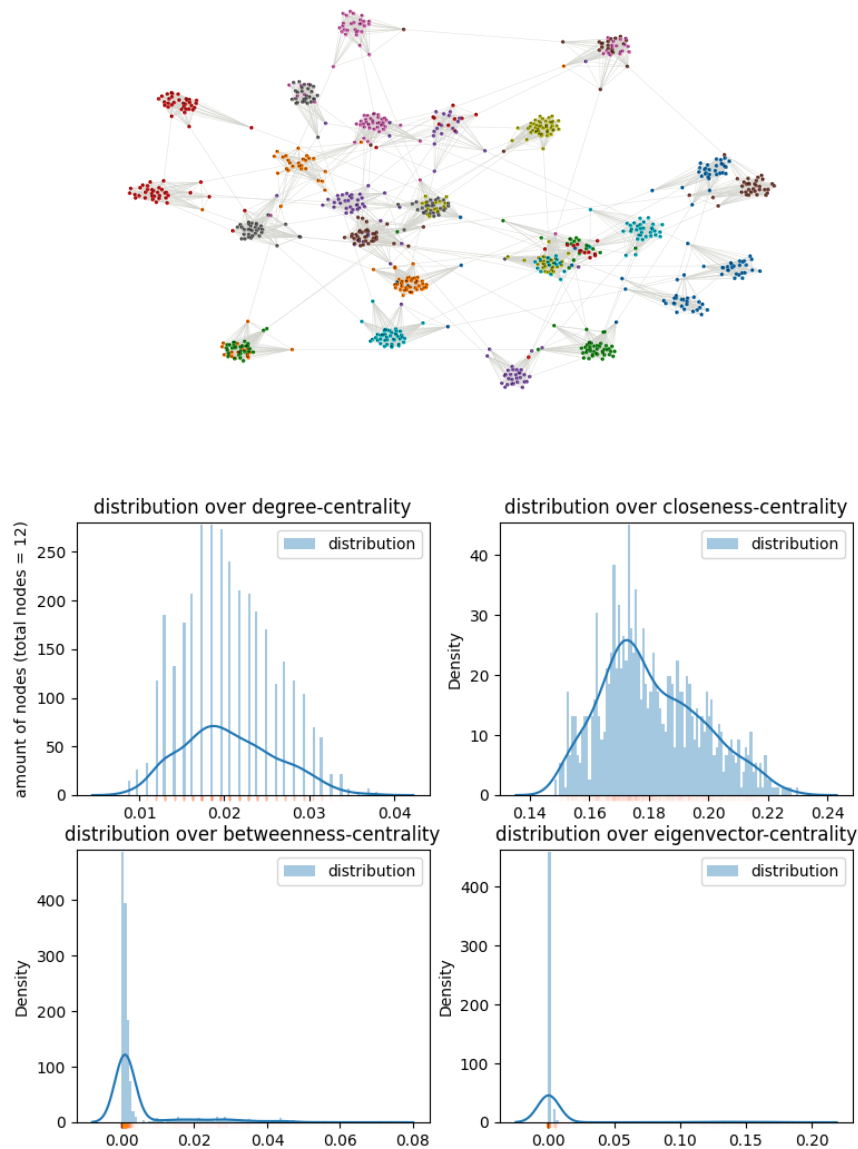 distribution over degree-centrality
amount of nodes (total nodes = 12)
distribution
250
200
150
100
50
0
0.01 0.02 0.03 0.04
distribution over closeness-centrality
Density
distribution
40
30
20
10
0
0.14 0.16 0.18 0.20 0.22 0.24
distribution over betweenness-centrality
Density
distribution
400
300
200
100
0
0.00 0.02 0.04 0.06 0.08
distribution over eigenvector-centrality
Density
distribution
400
300
200
100
0
0.00 0.05 0.10 0.15 0.20